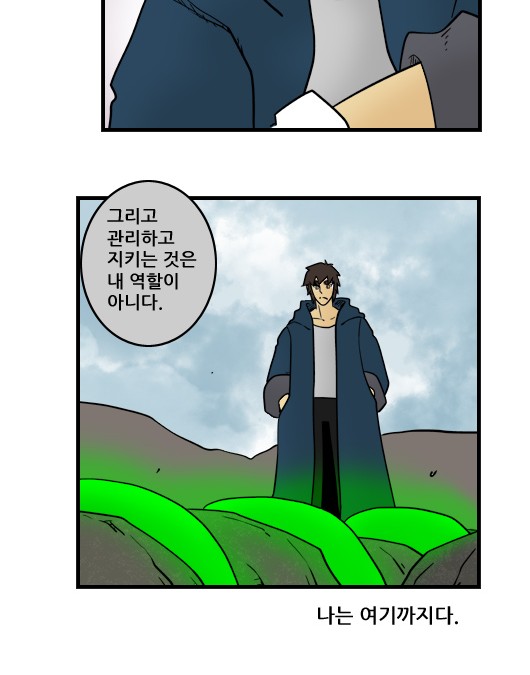 그리고
관리하고
지키는 것은
내 역할이
아니다.
나는 여기까지다.